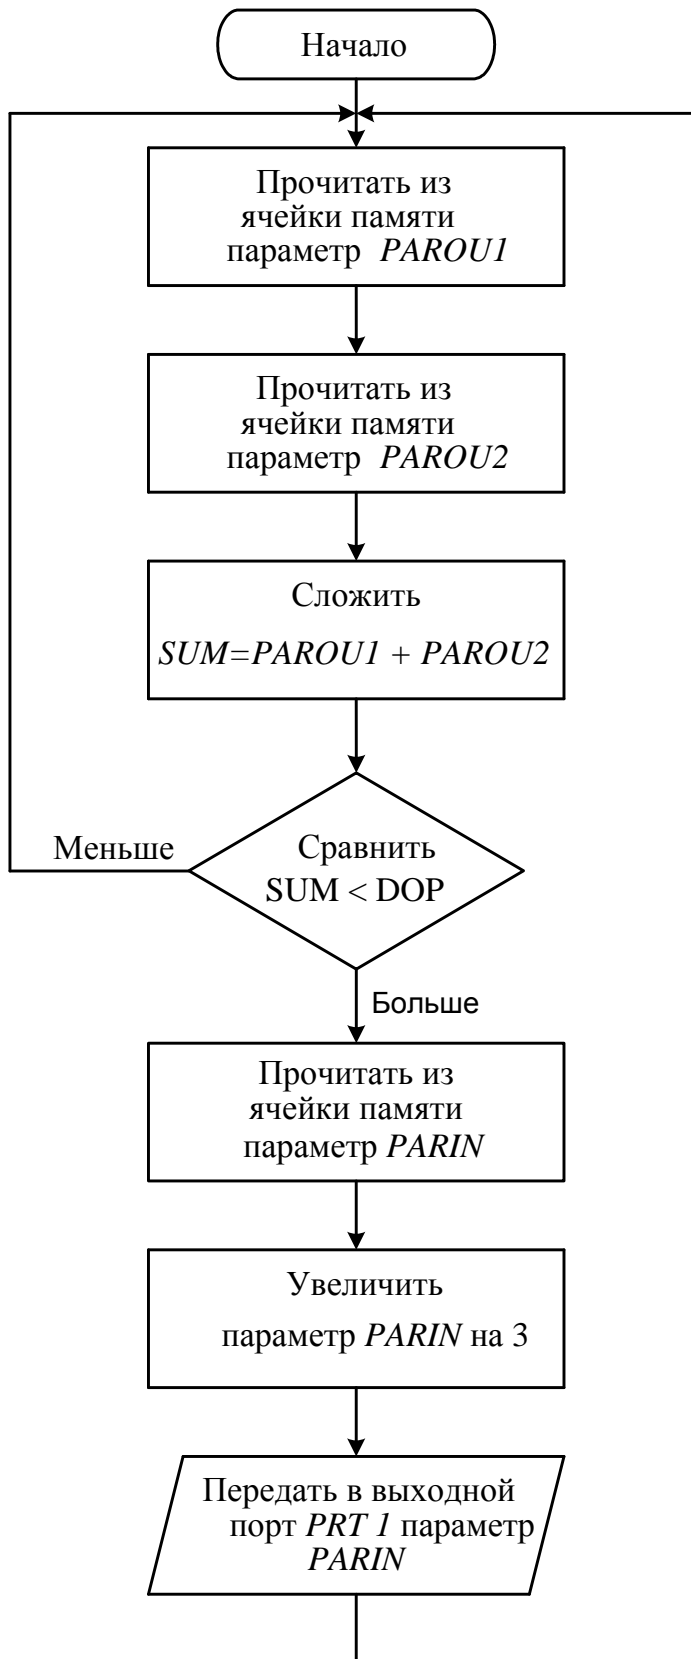 Начало
Прочитать из
ячейки памяти
параметр PAROU1
Прочитать из
ячейки памяти
параметр PAROU2
Сложить
SUM=PAROU1 + PAROU2
Меньше
Сравнить
SUM < DOP
Больше
Прочитать из
ячейки памяти
параметр PARIN
Увеличить
параметр PARIN на 3
Передать в выходной
порт PRT 1 параметр
PARIN